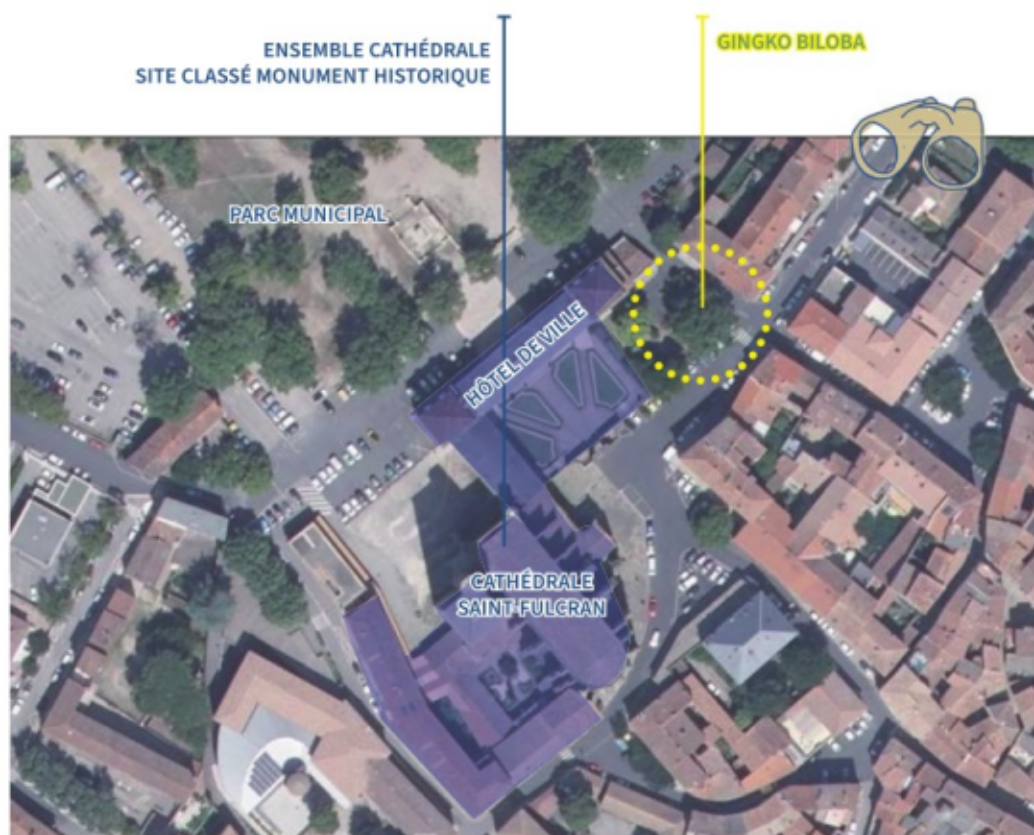 ENSEMBLE CATHÉDRALE
SITE CLASSÉ MONUMENT HISTORIQUE
GINGKO BILOBA
PARC MUNICIPAL
HÔTEL DE VILLE
CATHÉDRALE
SAINT-FULCRAN